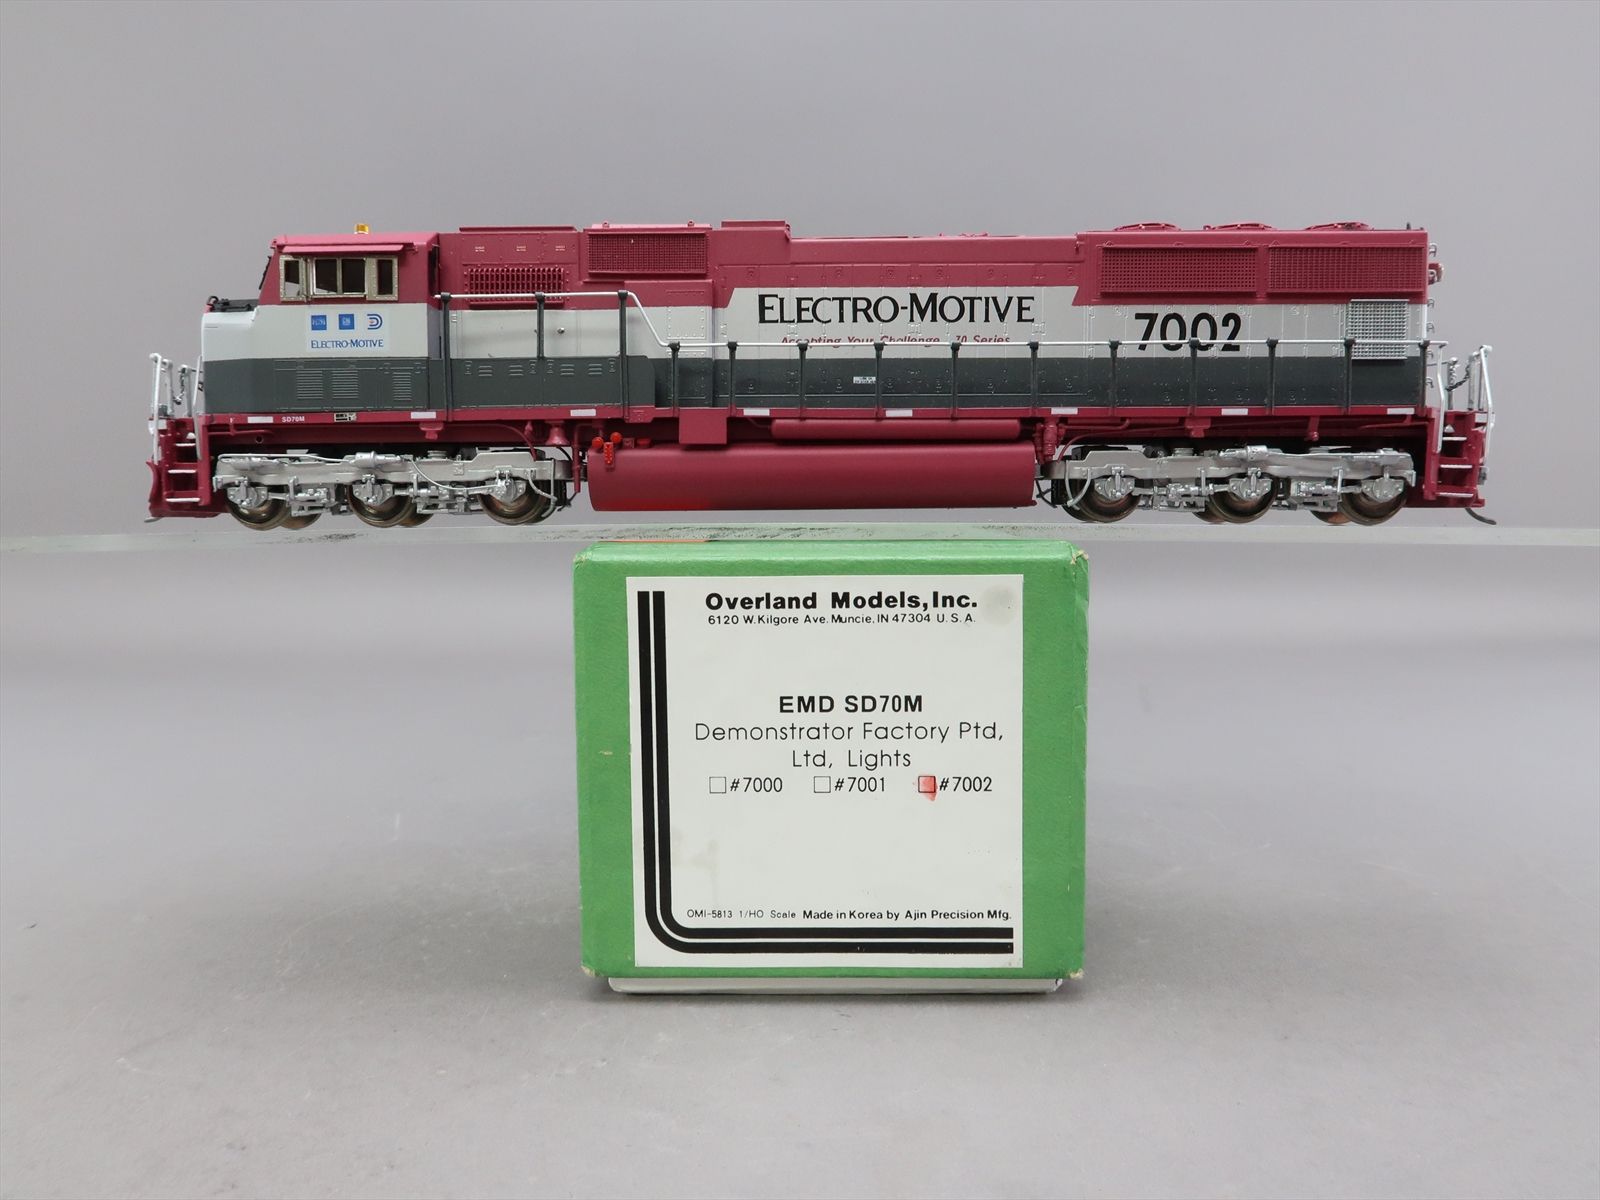 ELECTRO-MOTIVE
Accepting Your Challenge 70 Series
7002
GM
ELECTRO-MOTIVE
SD70M
Overland Models, Inc.
6120 W. Kilgore Ave. Muncie, IN 47304 U. S. A.
EMD SD70M
Demonstrator Factory Ptd,
Ltd, Lights
#7000 #7001 #7002
OMI-5813 1/HO Scale Made in Korea by Ajin Precision Mfg.